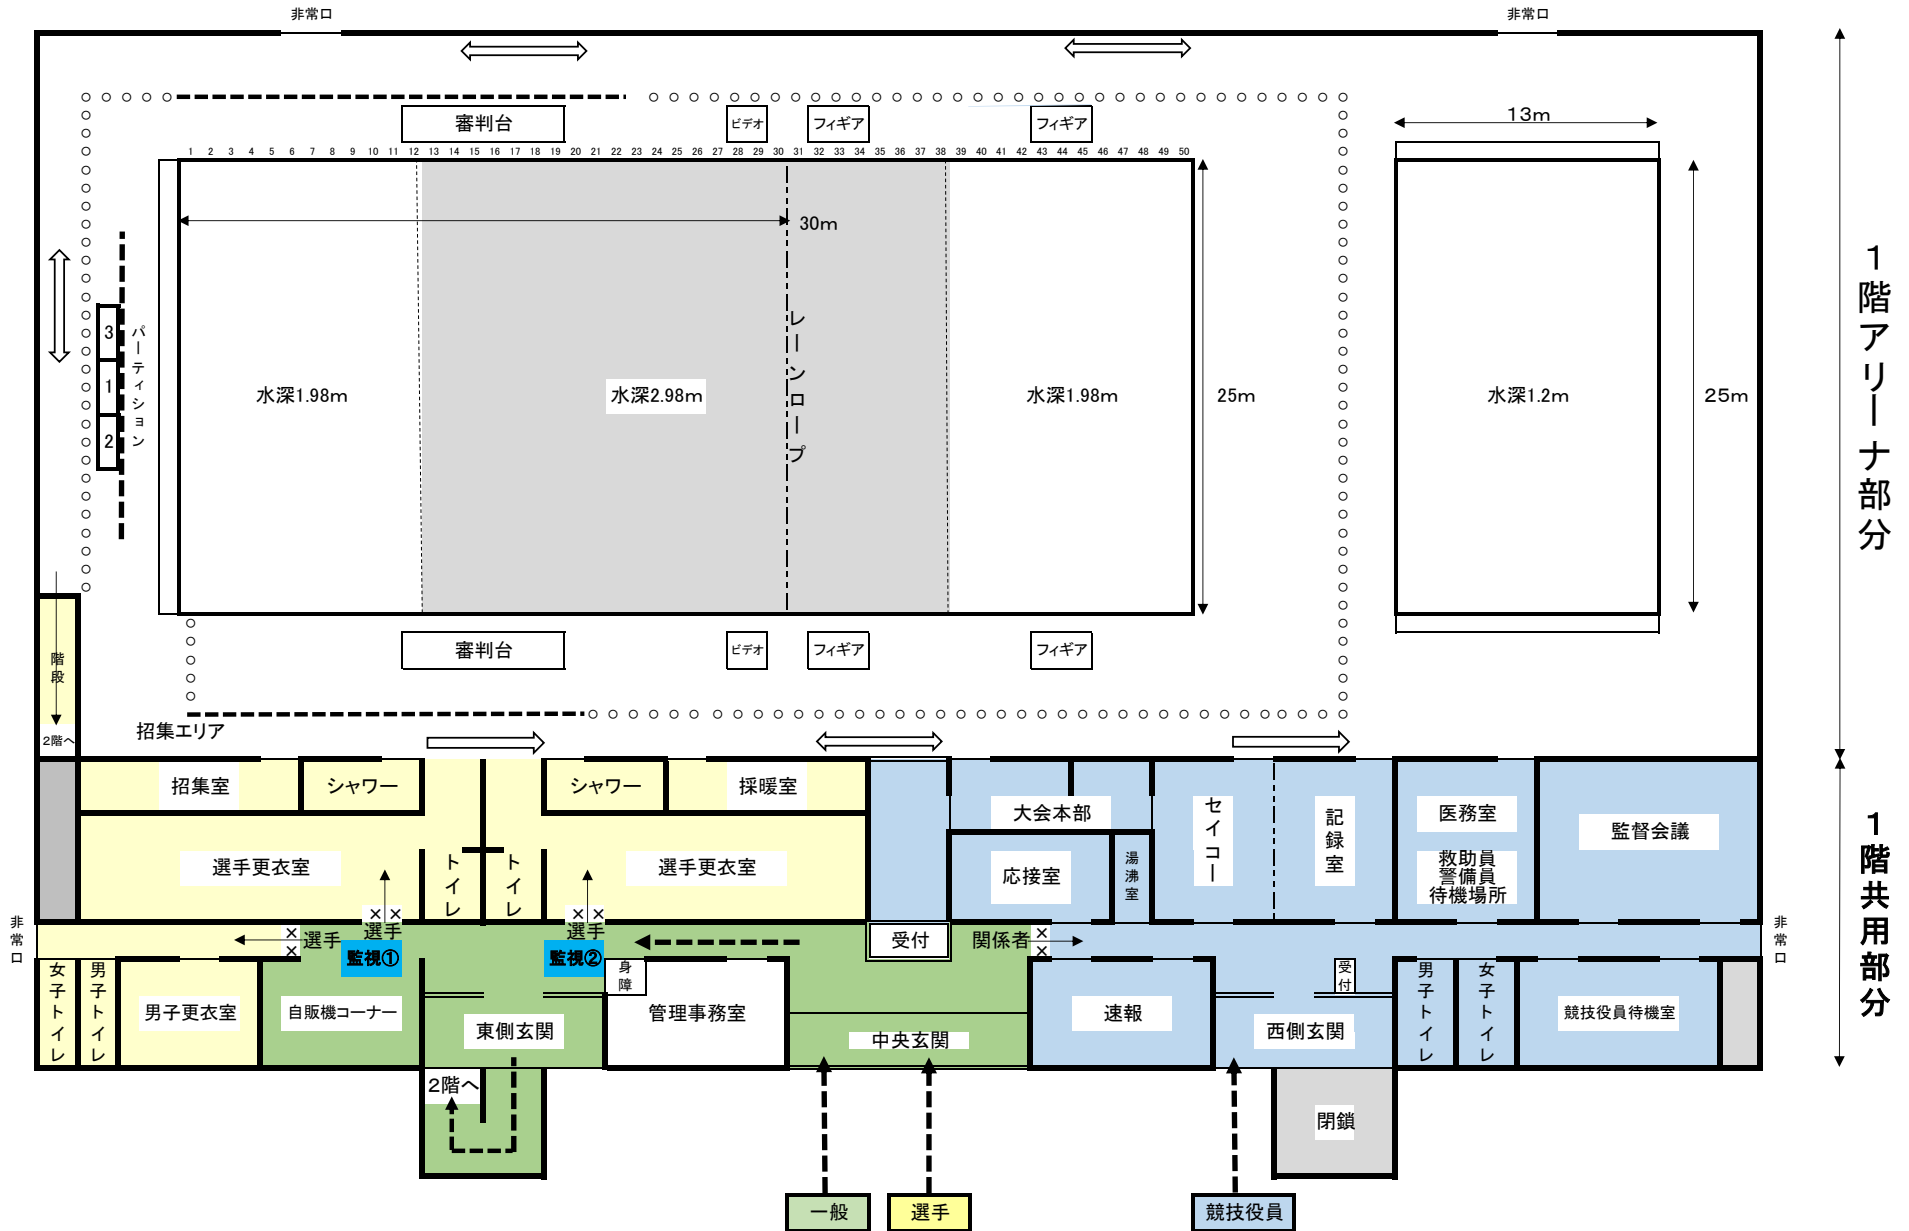 非常口
非常口
審判台
ビデオ
フィギア
フィギア
13m
1 2 3 4 5 6 7 8 9 10 11 12 13 14 15 16 17 18 19 20 21 22 23 24 25 26 27 28 29 30 31 32 33 34 35 36 37 38 39 40 41 42 43 44 45 46 47 48 49 50
30m
レーンロープ
3
1
2
パーティション
水深1.98m
水深2.98m
水深1.98m
25m
水深1.2m
25m
1階アリーナ部分
審判台
ビデオ
フィギア
フィギア
階段
2階へ
招集エリア
招集室
シャワー
シャワー
採暖室
大会本部
セイコー
記録室
医務室
救助員
警備員
待機場所
監督会議
選手更衣室
トイレ
トイレ
選手更衣室
応接室
湯沸室
1階共用部分
非常口
××
××
選手
××
選手
監視①
選手
監視②
受付
関係者
××
非常口
女子トイレ
男子トイレ
男子更衣室
自販機コーナー
東側玄関
身障
管理事務室
中央玄関
速報
西側玄関
受付
男子トイレ
女子トイレ
競技役員待機室
2階へ
閉鎖
一般
選手
競技役員